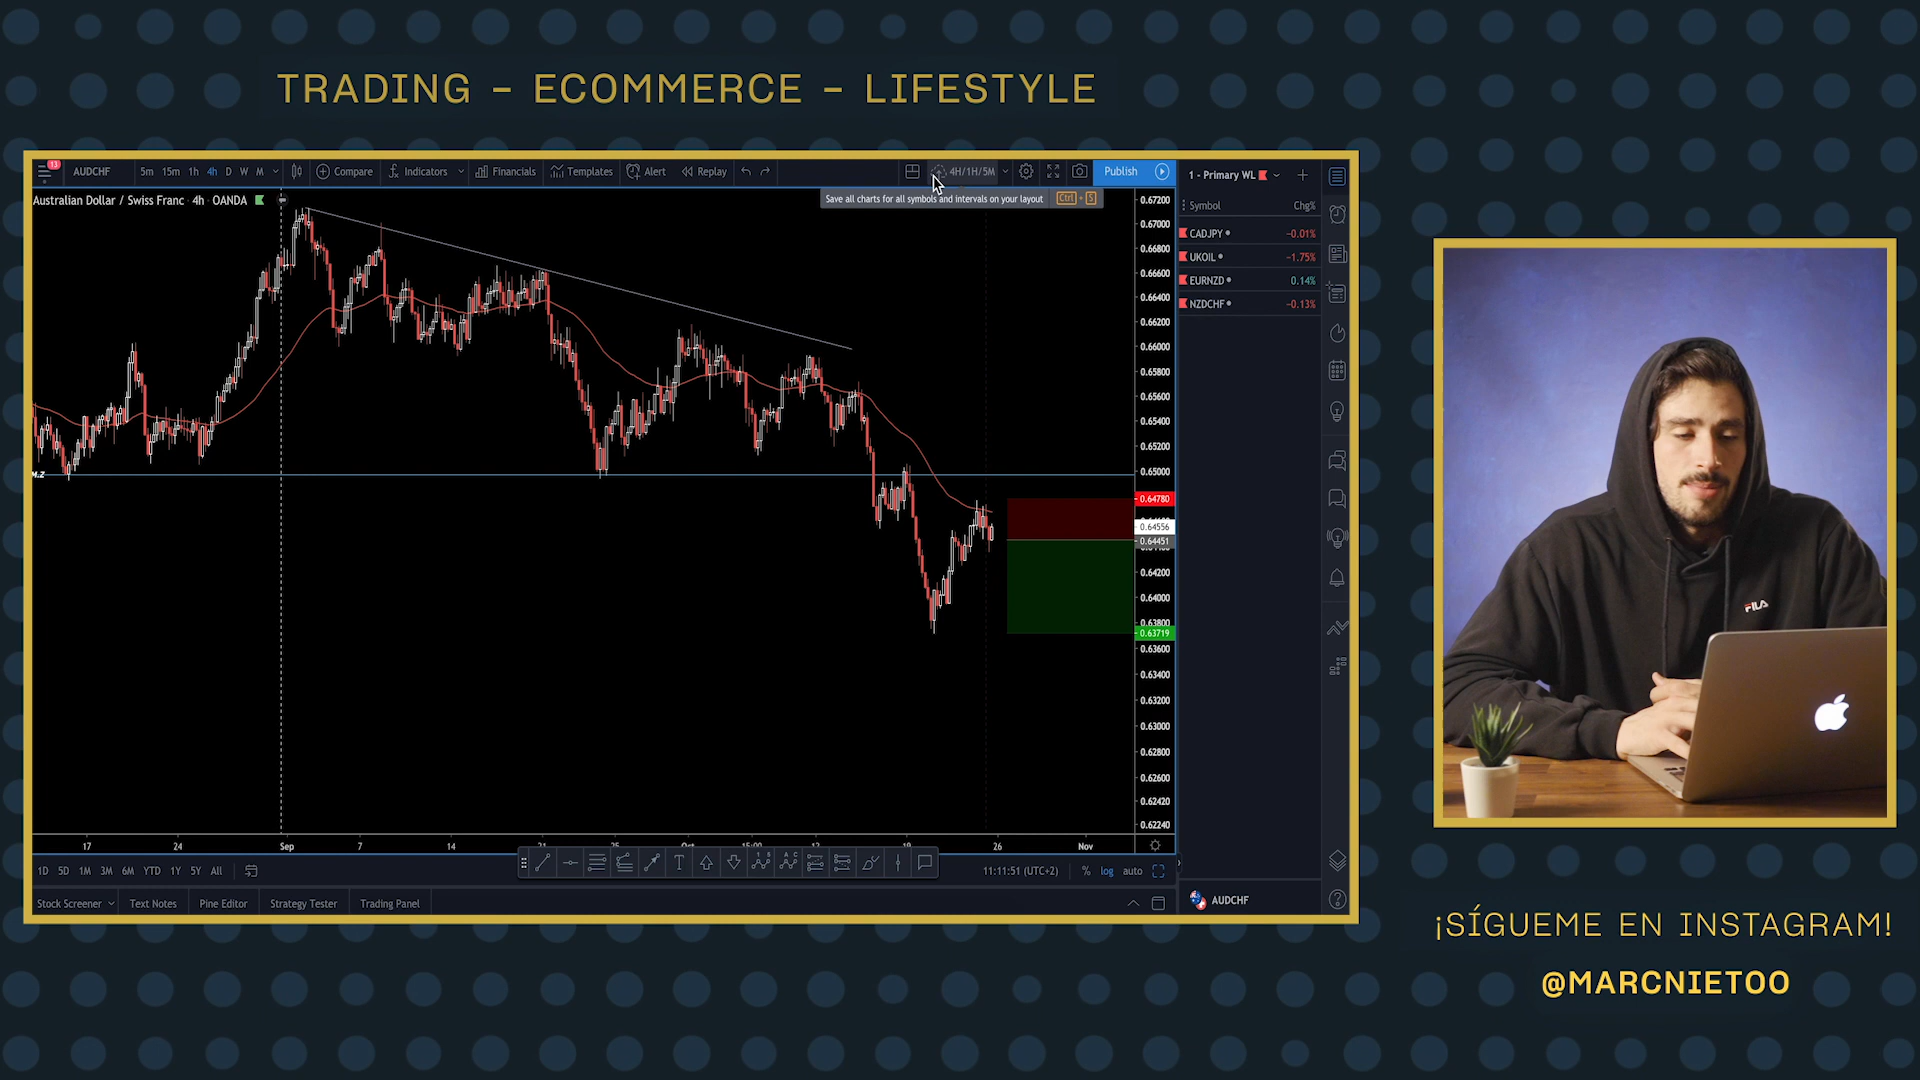 TRADING - ECOMMERCE - LIFESTYLE
13
AUDCHF
5m 15m 1h 4h D W M
Compare
Indicators
Financials
Templates
Alert
Replay
4H/1H/5M
Publish
1 - Primary WL
Australian Dollar / Swiss Franc · 4h · OANDA
Save all charts for all symbols and intervals on your layout Ctrl + S
Symbol Chg%
CADJPY −0.01%
UKOIL −1.75%
EURNZD 0.14%
NZDCHF −0.13%
0.67200
0.67000
0.66800
0.66600
0.66400
0.66200
0.66000
0.65800
0.65600
0.65400
0.65200
0.65000
0.64780
0.64556
0.64451
0.64200
0.64000
0.63800
0.63719
0.63600
0.63400
0.63200
0.63000
0.62800
0.62600
0.62420
0.62240
M.Z
FILA
17 24 Sep 7 14 21 26 Nov
1D 5D 1M 3M 6M YTD 1Y 5Y All
11:11:51 (UTC+2) % log auto
Stock Screener Text Notes Pine Editor Strategy Tester Trading Panel
AUDCHF
¡SÍGUEME EN INSTAGRAM!
@MARCNIETOO